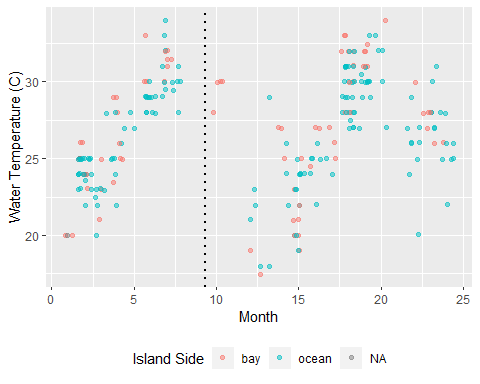 Water Temperature (C)
30
25
20
0 5 10 15 20 25
Month
Island Side bay ocean NA